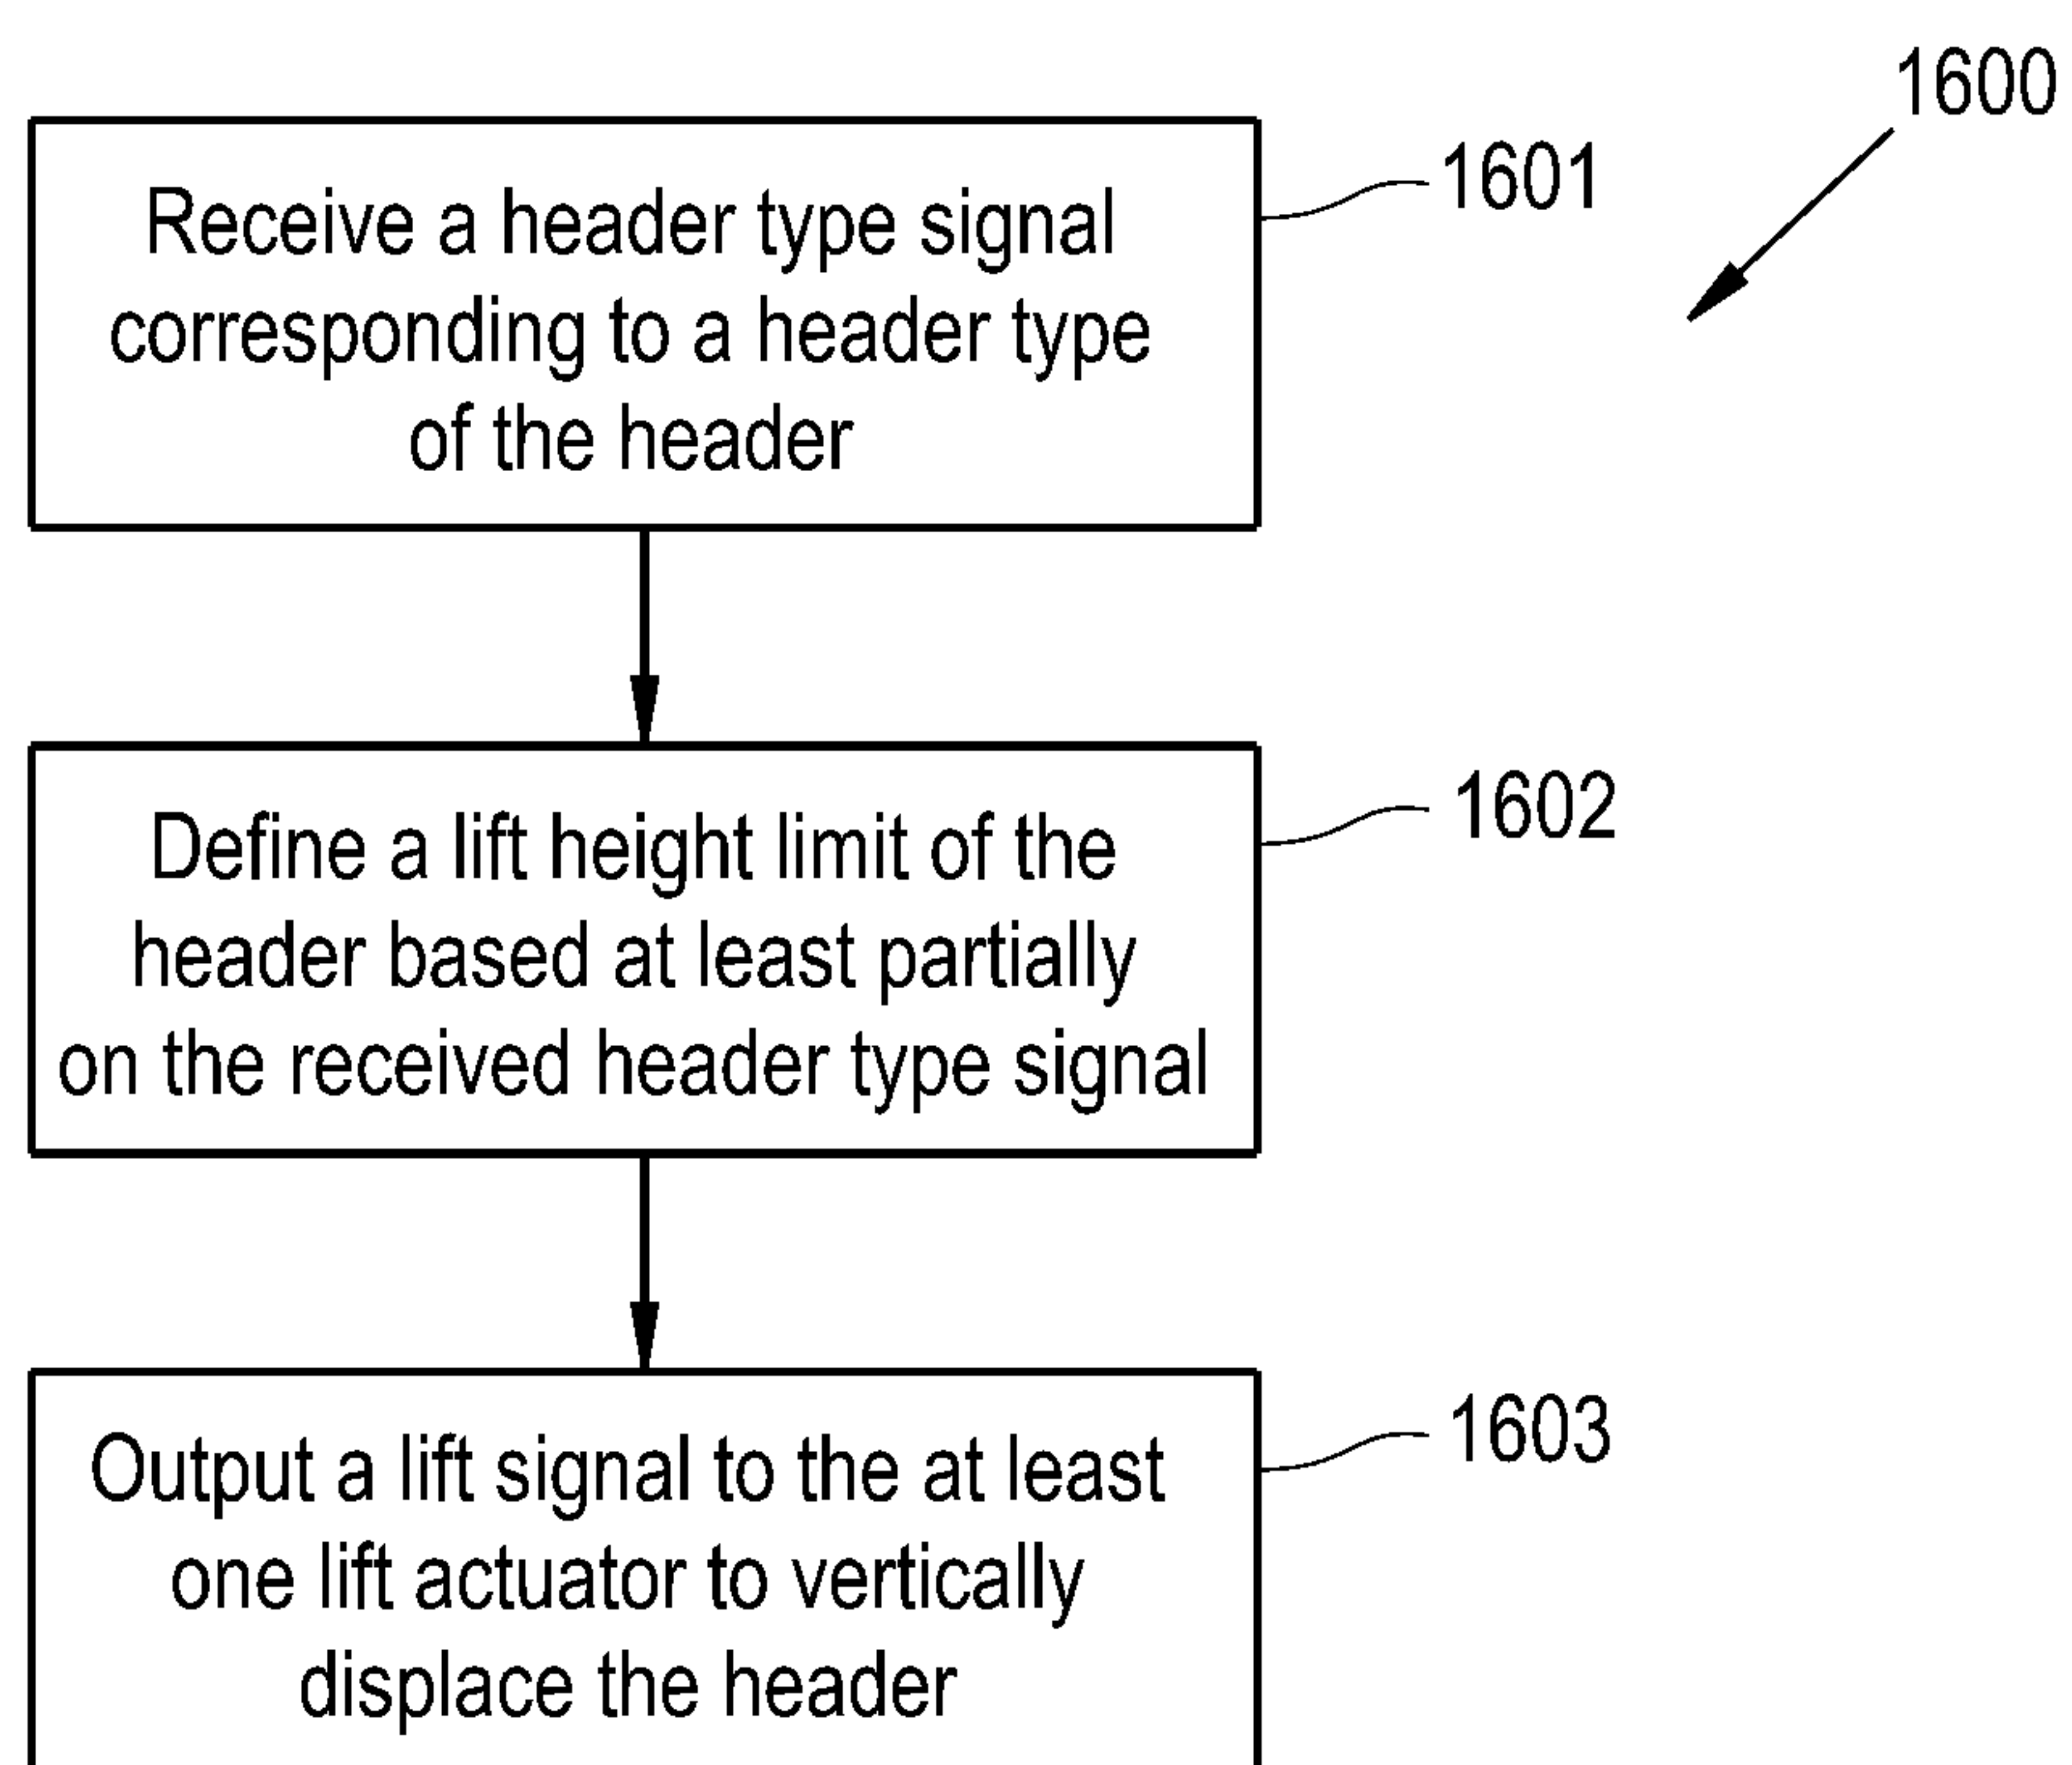 1600
Receive a header type signal
corresponding to a header type
of the header
1601
Define a lift height limit of the
header based at least partially
on the received header type signal
1602
Output a lift signal to the at least
one lift actuator to vertically
displace the header
1603